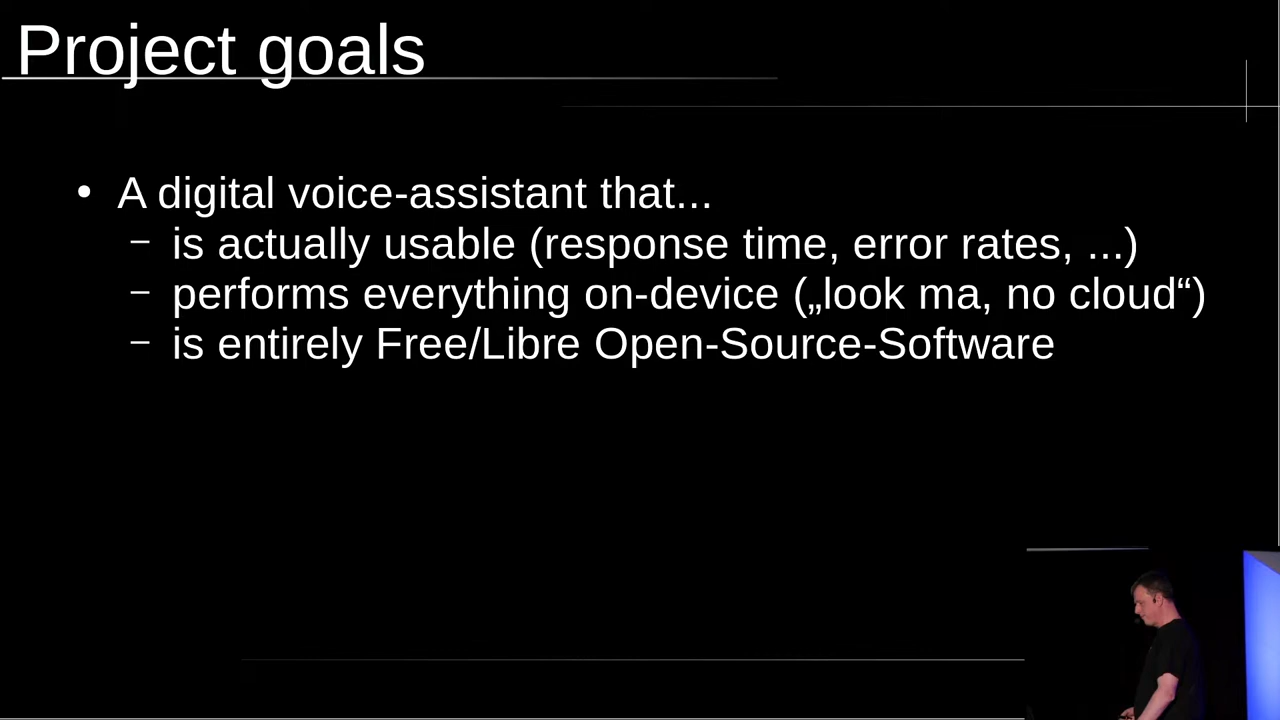 Project goals
• A digital voice-assistant that...
– is actually usable (response time, error rates, ...)
– performs everything on-device („look ma, no cloud“)
– is entirely Free/Libre Open-Source-Software